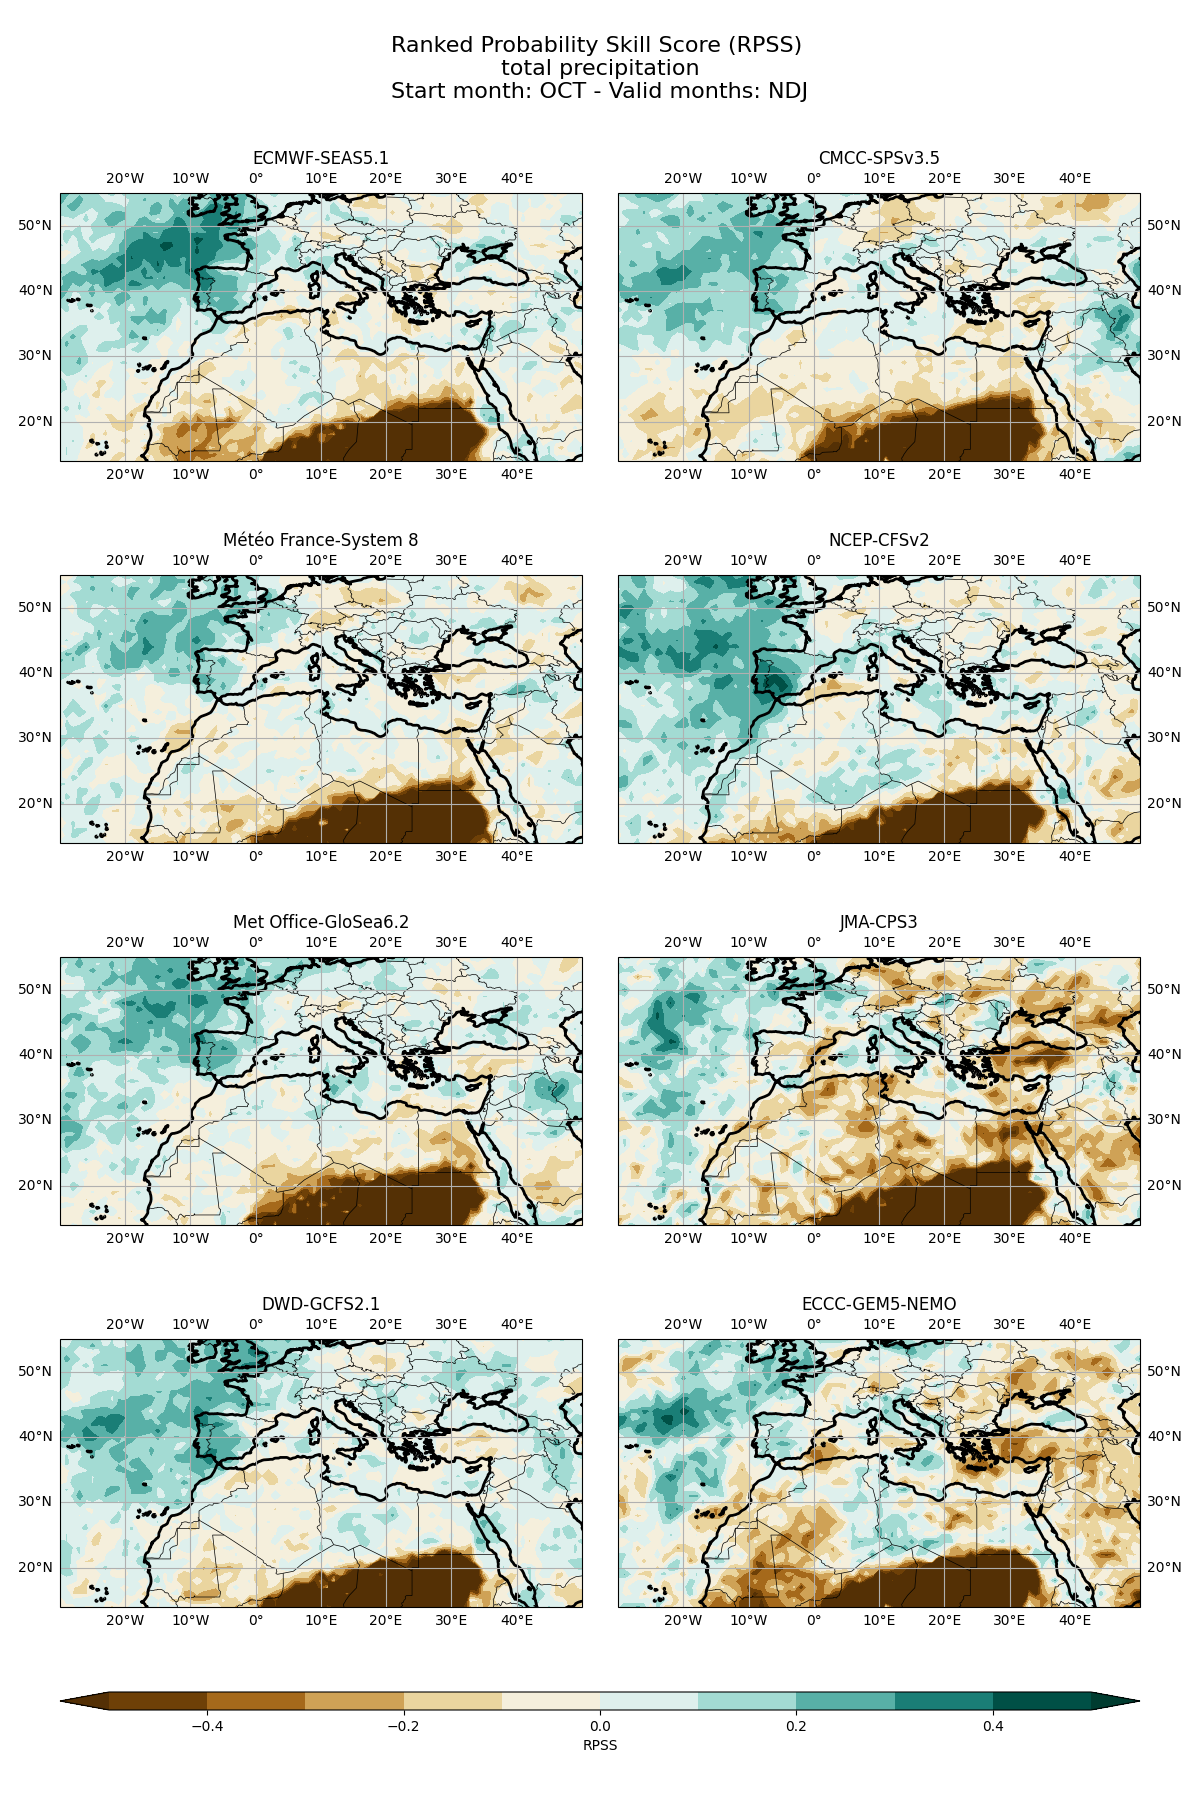 Ranked Probability Skill Score (RPSS)
total precipitation
Start month: OCT - Valid months: NDJ
ECMWF-SEAS5.1
20°W 10°W 0° 10°E 20°E 30°E 40°E
50°N
40°N
30°N
20°N
20°W 10°W 0° 10°E 20°E 30°E 40°E
CMCC-SPSv3.5
20°W 10°W 0° 10°E 20°E 30°E 40°E
50°N
40°N
30°N
20°N
20°W 10°W 0° 10°E 20°E 30°E 40°E
Météo France-System 8
20°W 10°W 0° 10°E 20°E 30°E 40°E
50°N
40°N
30°N
20°N
20°W 10°W 0° 10°E 20°E 30°E 40°E
NCEP-CFSv2
20°W 10°W 0° 10°E 20°E 30°E 40°E
50°N
40°N
30°N
20°N
20°W 10°W 0° 10°E 20°E 30°E 40°E
Met Office-GloSea6.2
20°W 10°W 0° 10°E 20°E 30°E 40°E
50°N
40°N
30°N
20°N
20°W 10°W 0° 10°E 20°E 30°E 40°E
JMA-CPS3
20°W 10°W 0° 10°E 20°E 30°E 40°E
50°N
40°N
30°N
20°N
20°W 10°W 0° 10°E 20°E 30°E 40°E
DWD-GCFS2.1
20°W 10°W 0° 10°E 20°E 30°E 40°E
50°N
40°N
30°N
20°N
20°W 10°W 0° 10°E 20°E 30°E 40°E
ECCC-GEM5-NEMO
20°W 10°W 0° 10°E 20°E 30°E 40°E
50°N
40°N
30°N
20°N
20°W 10°W 0° 10°E 20°E 30°E 40°E
−0.4 −0.2 0.0 0.2 0.4
RPSS